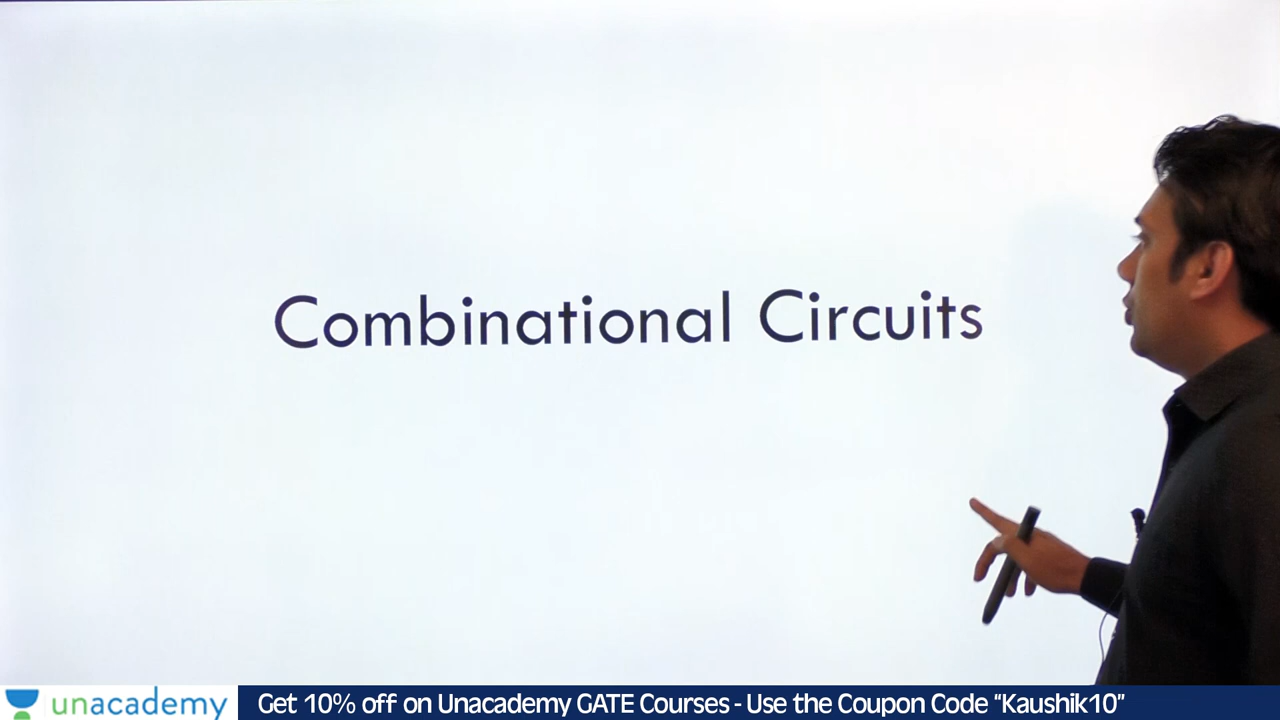 Combinational Circuits
unacademy
Get 10% off on Unacademy GATE Courses - Use the Coupon Code "Kaushik10"